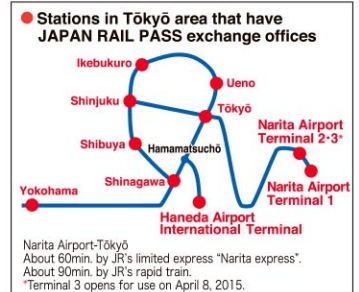 ● Stations in Tōkyō area that have
JAPAN RAIL PASS exchange offices
Ikebukuro
Ueno
Shinjuku
Tōkyō
Narita Airport
Terminal 2·3*
Shibuya
Hamamatsuchō
Shinagawa
Narita Airport
Terminal 1
Yokohama
Haneda Airport
International Terminal
Narita Airport-Tōkyō
About 60min. by JR's limited express "Narita express".
About 90min. by JR's rapid train.
*Terminal 3 opens for use on April 8, 2015.